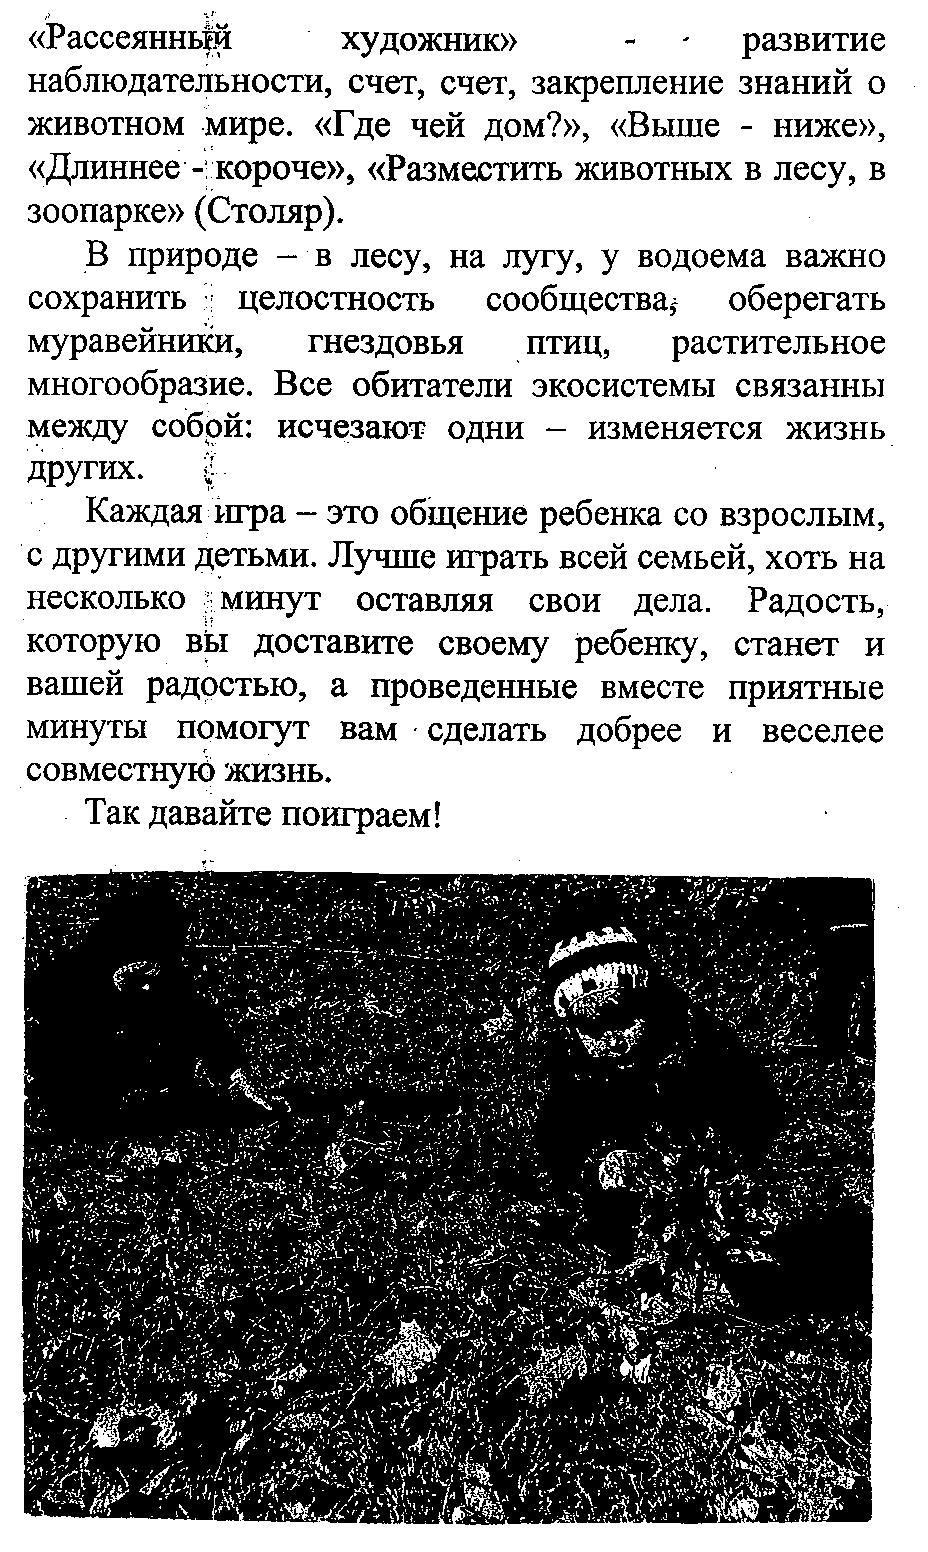 «Рассеянный художник» - - развитие
наблюдательности, счет, счет, закрепление знаний о
животном мире. «Где чей дом?», «Выше - ниже»,
«Длиннее - короче», «Разместить животных в лесу, в
зоопарке» (Столяр).
В природе – в лесу, на лугу, у водоема важно
сохранить целостность сообщества, оберегать
муравейники, гнездовья птиц, растительное
многообразие. Все обитатели экосистемы связанны
между собой: исчезают одни – изменяется жизнь
других.
Каждая игра – это общение ребенка со взрослым,
с другими детьми. Лучше играть всей семьей, хоть на
несколько минут оставляя свои дела. Радость,
которую вы доставите своему ребенку, станет и
вашей радостью, а проведенные вместе приятные
минуты помогут вам сделать добрее и веселее
совместную жизнь.
Так давайте поиграем!